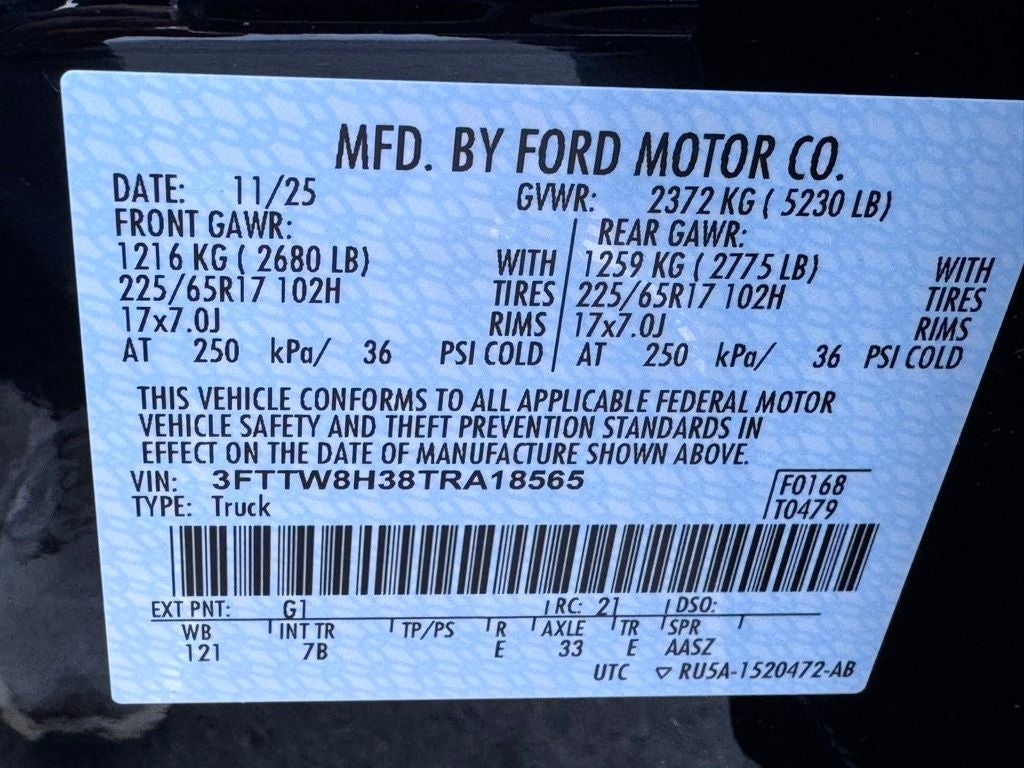 MFD. BY FORD MOTOR CO.
DATE: 11/25 GVWR: 2372 KG ( 5230 LB)
FRONT GAWR: REAR GAWR:
1216 KG ( 2680 LB) WITH 1259 KG ( 2775 LB) WITH
225/65R17 102H TIRES 225/65R17 102H TIRES
17x7.0J RIMS 17x7.0J RIMS
AT 250 kPa/ 36 PSI COLD AT 250 kPa/ 36 PSI COLD
THIS VEHICLE CONFORMS TO ALL APPLICABLE FEDERAL MOTOR
VEHICLE SAFETY AND THEFT PREVENTION STANDARDS IN
EFFECT ON THE DATE OF MANUFACTURE SHOWN ABOVE.
VIN: 3FTTW8H38TRA18565 F0168
TYPE: Truck T0479
EXT PNT: G1 RC: 21 DSO:
WB INT TR TP/PS R AXLE TR SPR
121 7B E 33 E AASZ
UTC ▽ RU5A-1520472-AB